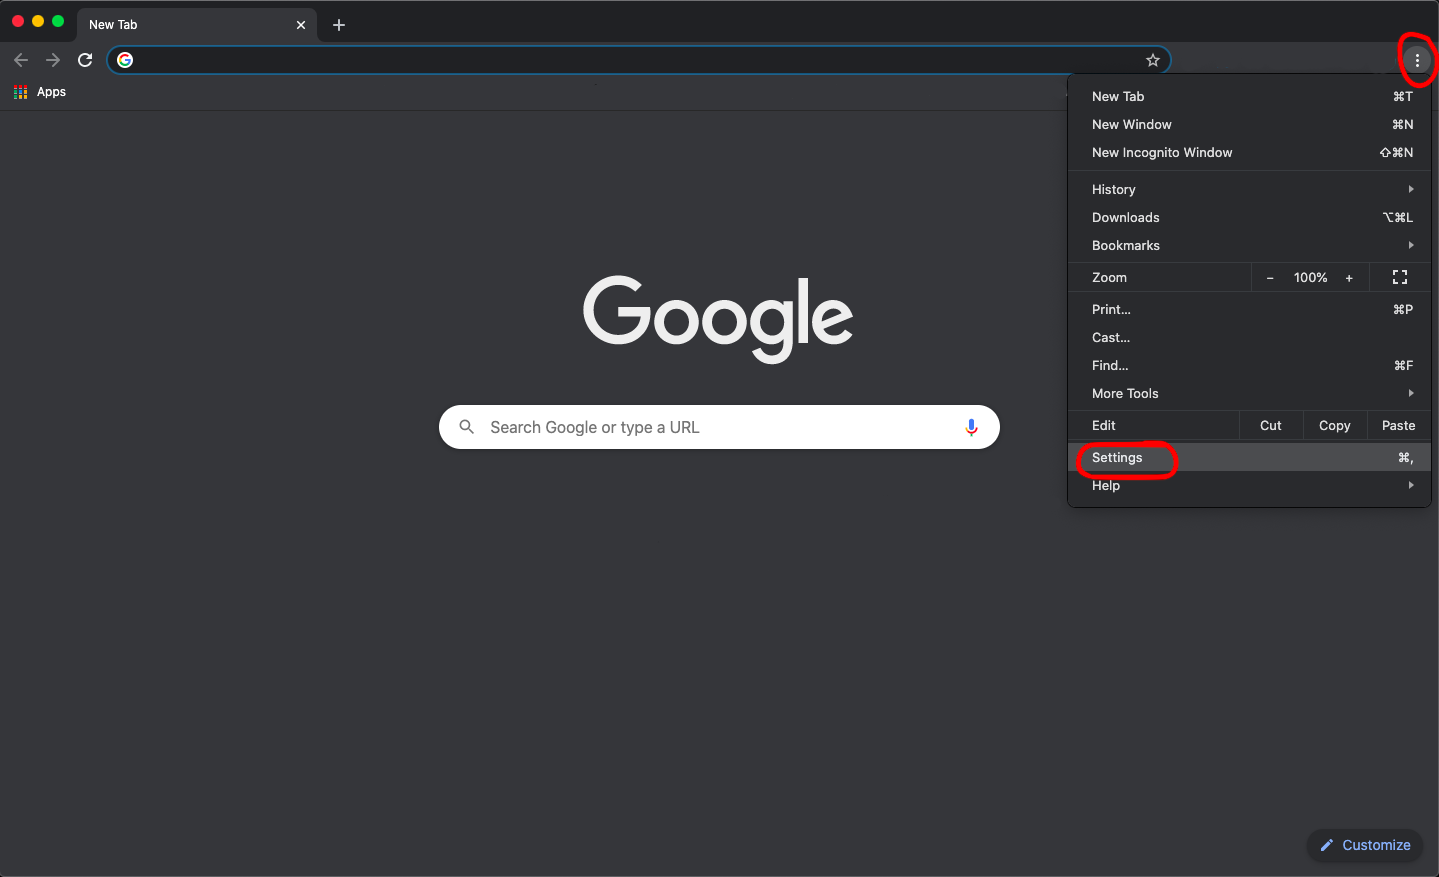 New Tab
Apps
New Tab ⌘T
New Window ⌘N
New Incognito Window ⇧⌘N
History
Downloads ⌥⌘L
Bookmarks
Zoom - 100% +
Print... ⌘P
Cast...
Find... ⌘F
More Tools
Edit Cut Copy Paste
Settings ⌘,
Help
Google
Search Google or type a URL
Customize